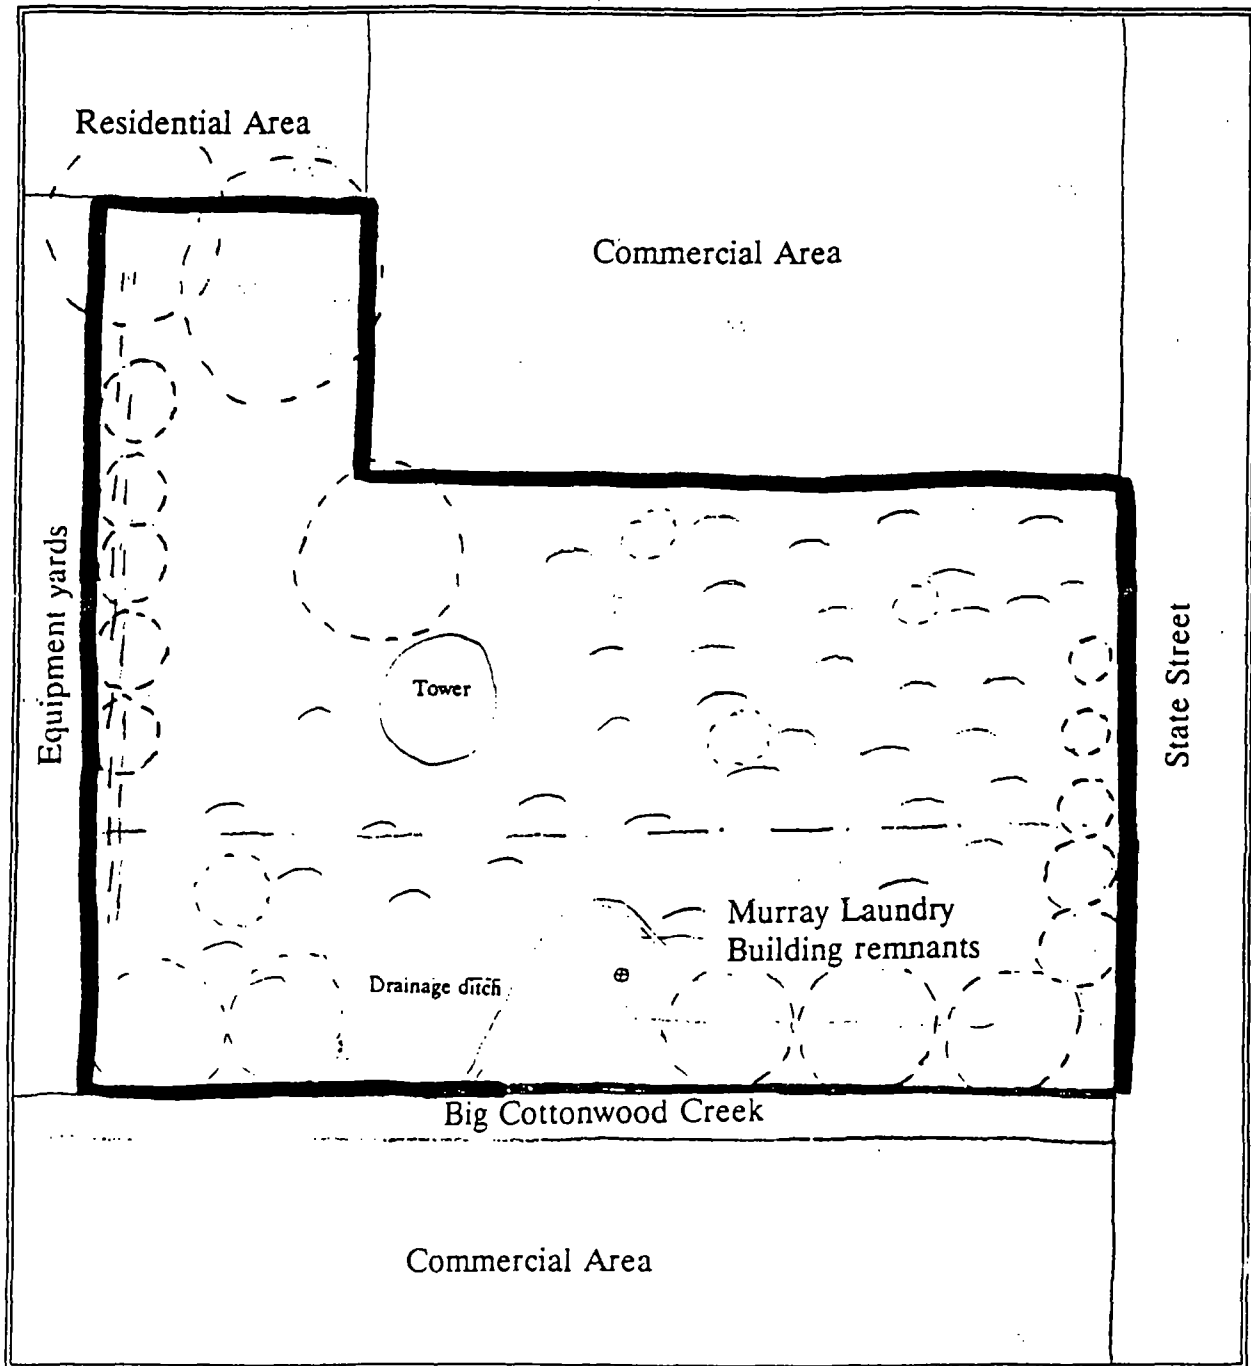 Residential Area
Commercial Area
Equipment yards
Tower
State Street
Murray Laundry
Building remnants
Drainage ditch
Big Cottonwood Creek
Commercial Area